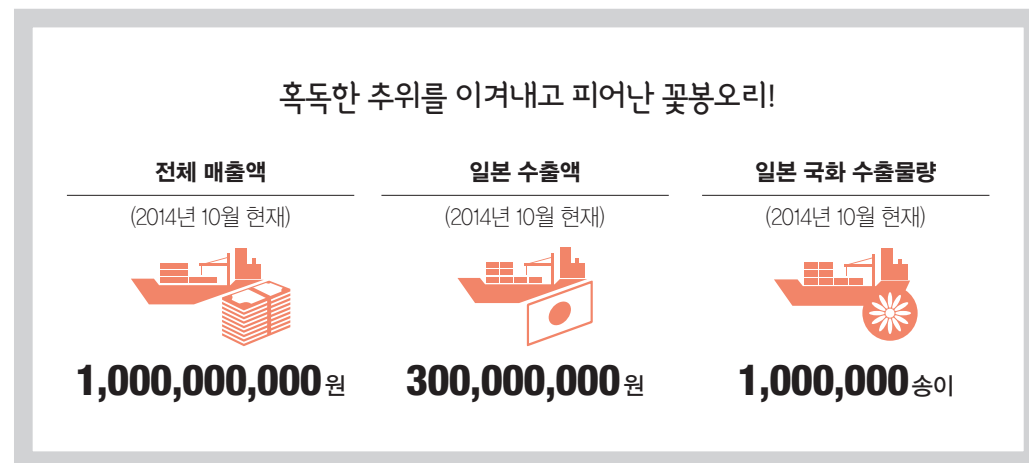 혹독한 추위를 이겨내고 피어난 꽃봉오리!
전체 매출액
(2014년 10월 현재)
1,000,000,000원
일본 수출액
(2014년 10월 현재)
300,000,000원
일본 국화 수출물량
(2014년 10월 현재)
1,000,000송이